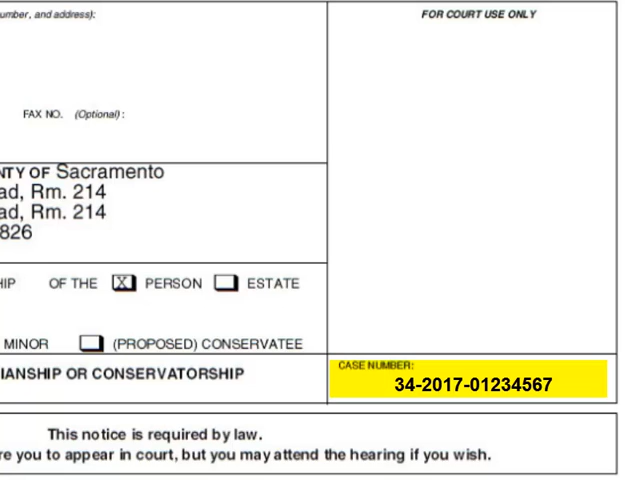 umber, and address):
FOR COURT USE ONLY
FAX NO. (Optional):
NTY OF Sacramento
ad, Rm. 214
ad, Rm. 214
826
HIP OF THE X PERSON ESTATE
MINOR (PROPOSED) CONSERVATEE
IANSHIP OR CONSERVATORSHIP
CASE NUMBER:
34-2017-01234567
This notice is required by law.
re you to appear in court, but you may attend the hearing if you wish.